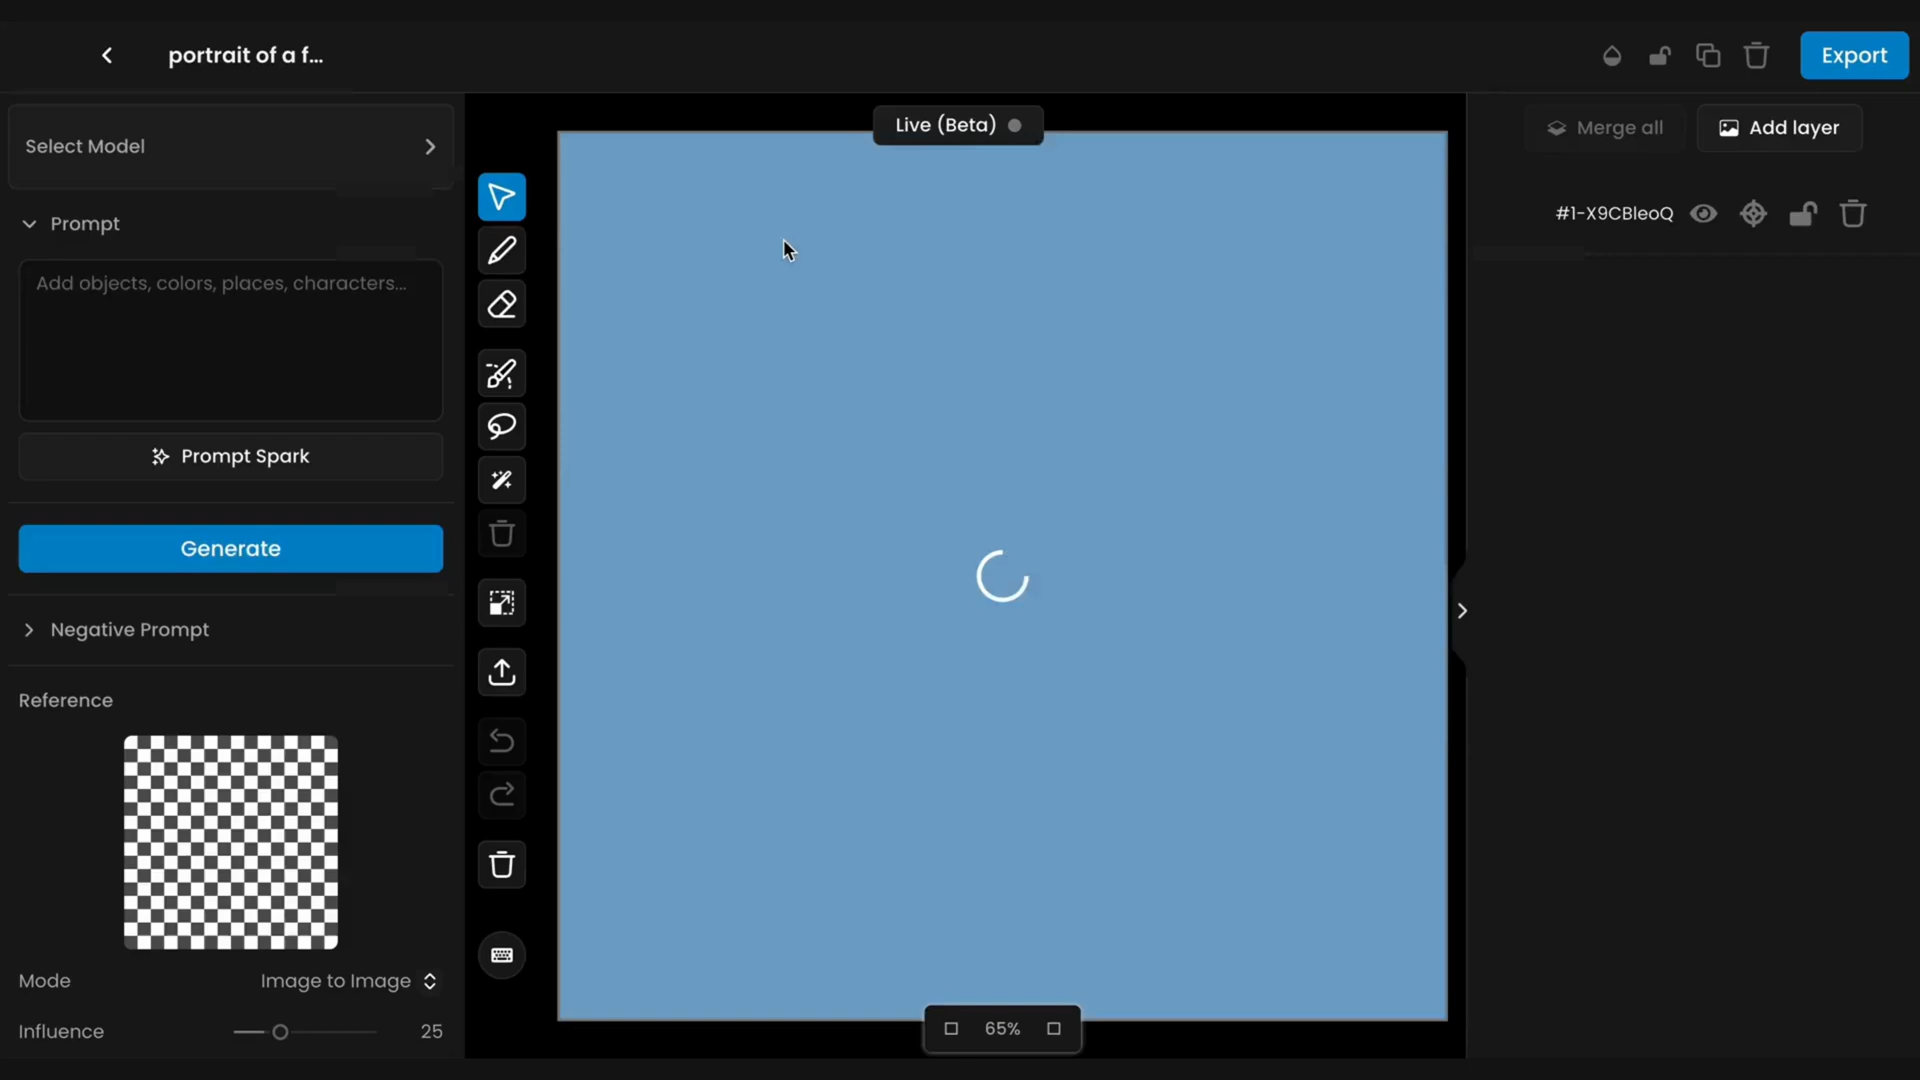 portrait of a f...
Export
Select Model
Live (Beta)
Merge all
Add layer
Prompt
#1-X9CBleoQ
Add objects, colors, places, characters...
Prompt Spark
Generate
Negative Prompt
Reference
Mode
Image to Image
Influence
25
65%